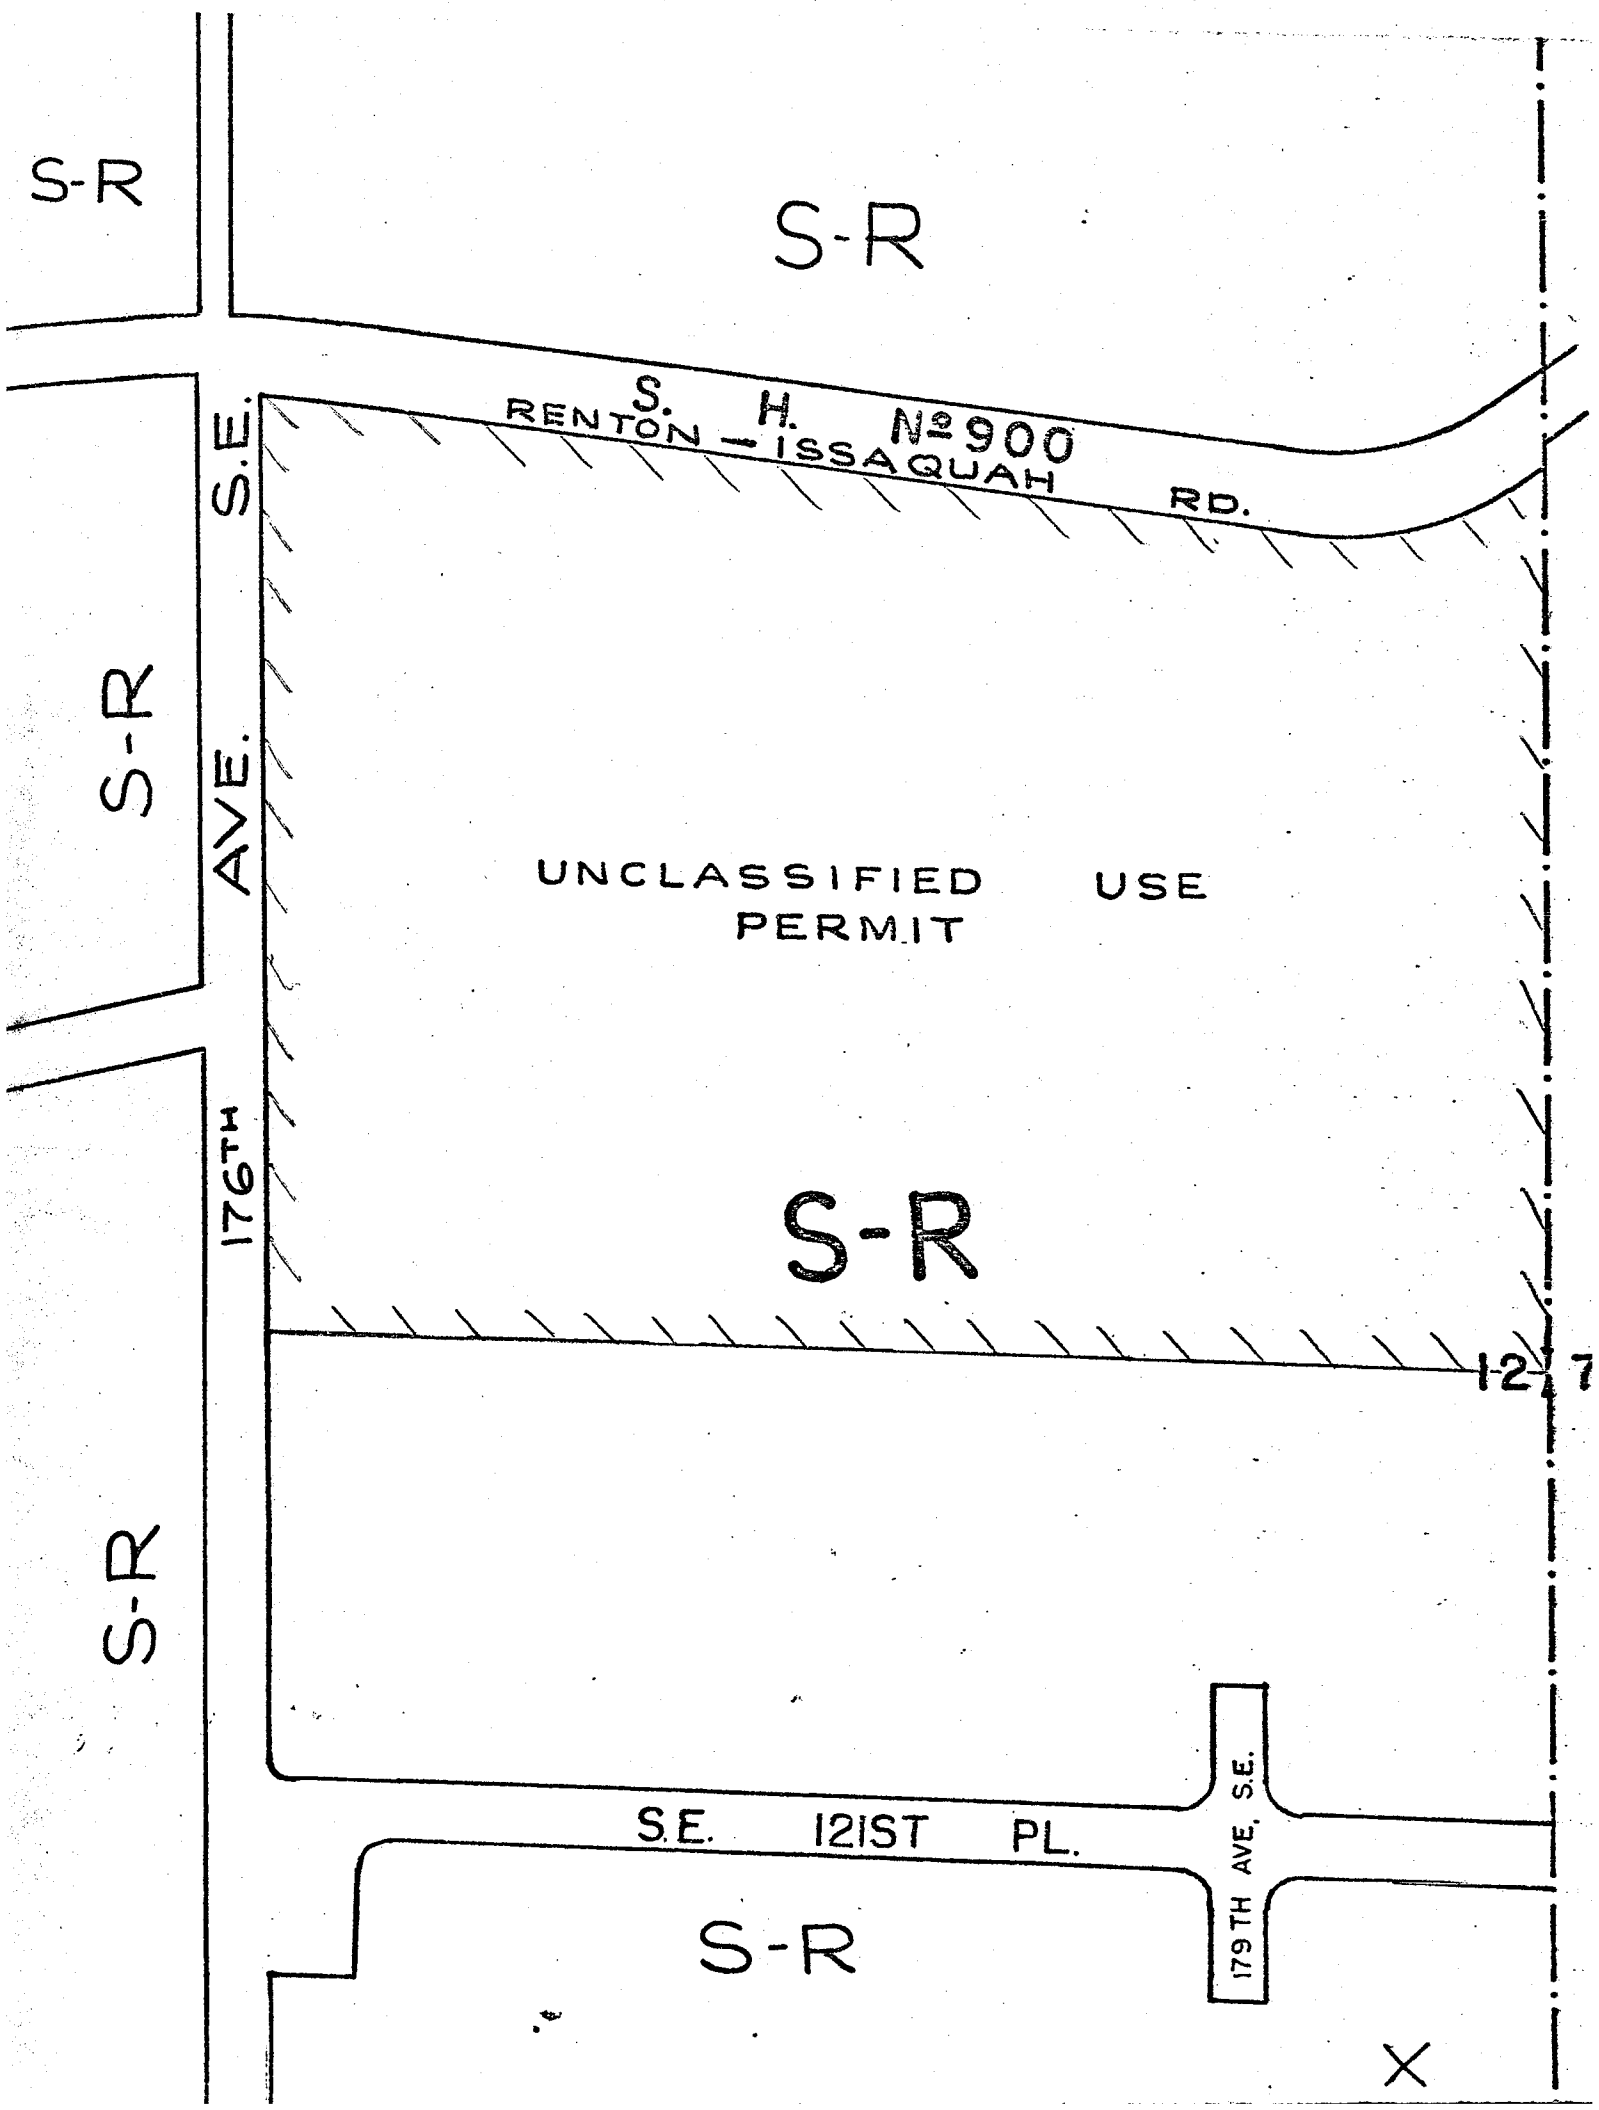 S-R
S-R
S. H. Nº 900
RENTON - ISSAQUAH RD.
176TH AVE. S.E.
S-R
UNCLASSIFIED USE
PERMIT
S-R
12 7
S-R
S.E. 121ST PL.
179TH AVE, S.E.
S-R
X